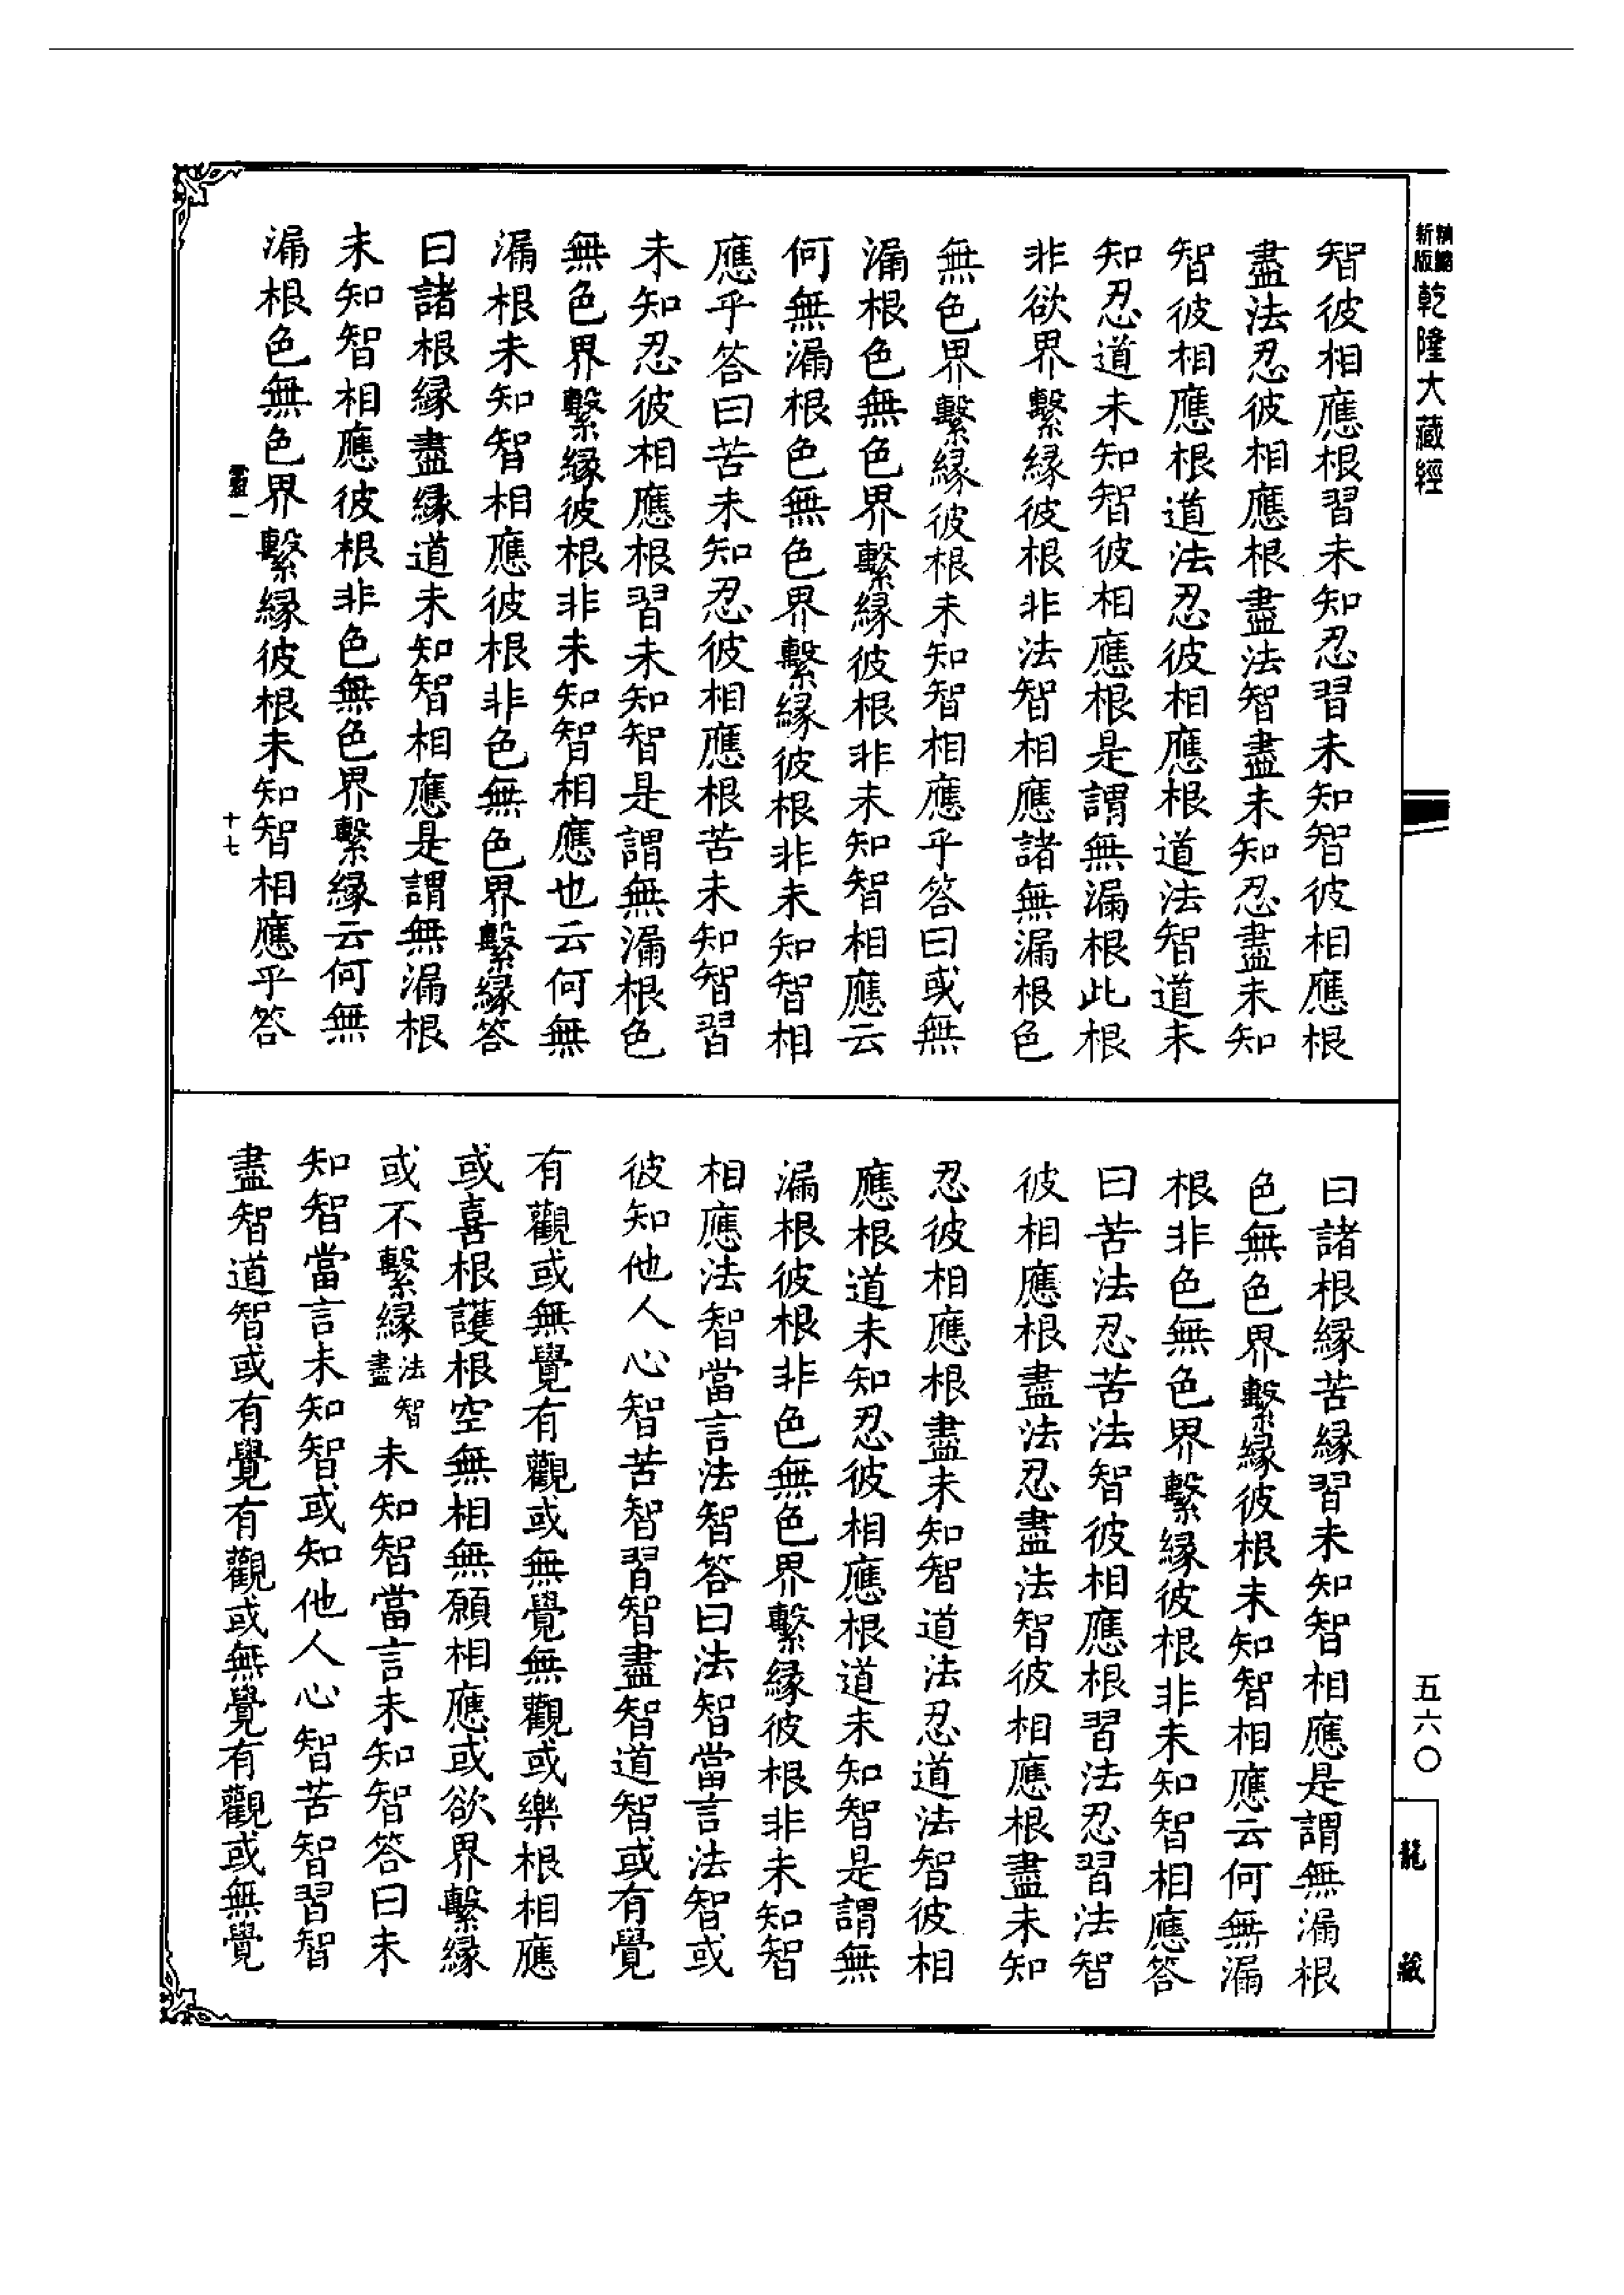 乾隆大藏經
智彼相應根習未知忍習未知智彼相應根
盡法忍彼相應根盡法智盡未知忍盡未知
智彼相應根道法忍彼相應根道法智道未
知忍道未知智彼相應根是謂無漏根此根
非欲界繫緣彼根非法智相應諸無漏根色
無色界繫緣彼根未知智相應乎答曰或無
漏根色無色界繫緣彼根非未知智相應云
何無漏根色無色界繫緣彼根非未知智相
應乎答曰苦未知忍彼相應根苦未知智習
未知忍彼相應根習未知智是謂無漏根色
無色界繫緣彼根非未知智相應也云何無
漏根未知智相應彼根非色無色界繫緣答
曰諸根緣盡緣道未知智相應是謂無漏根
未知智相應彼根非色無色界繫緣云何無
漏根色無色界繫緣彼根未知智相應乎答
十七
曰諸根緣苦緣習未知智相應是謂無漏根
色無色界繫緣彼根未知智相應云何無漏
根非色無色界繫緣彼根非未知智相應答
曰苦法忍苦法智彼相應根習法忍習法智
彼相應根盡法忍盡法智彼相應根盡未知
忍彼相應根盡未知智道法忍道法智彼相
應根道未知忍彼相應根道未知智是謂無
漏根彼根非色無色界繫緣彼根非未知智
相應法智當言法智答曰法智當言法智或
彼知他人心智苦智習智盡智道智或有覺
有觀或無覺有觀或無覺無觀或樂根相應
或喜根護根空無相無願相應或欲界繫緣
或不繫緣法智盡未知智當言未知智答曰未
知智當言未知智或知他人心智苦智習智
盡智道智或有覺有觀或無覺有觀或無覺
五六〇
龍藏